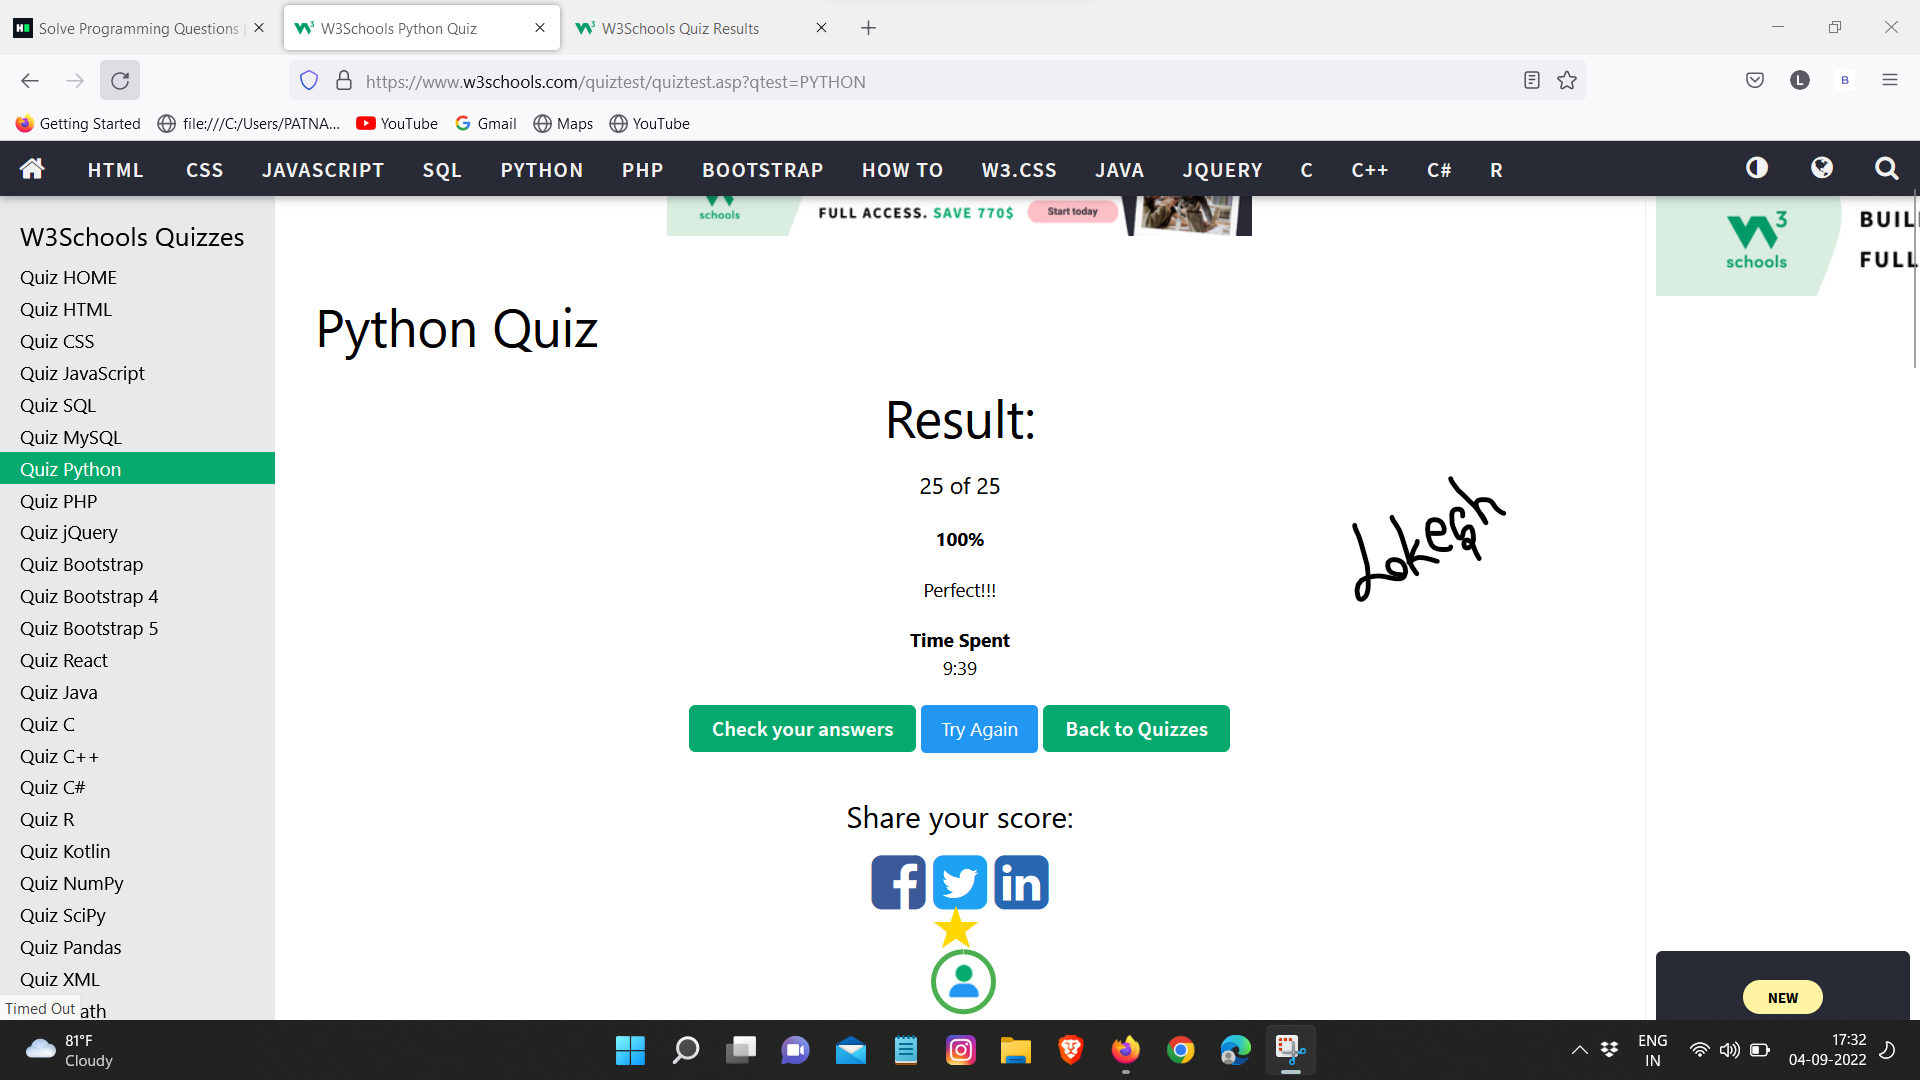 Solve Programming Questions |
W3Schools Python Quiz
W3Schools Quiz Results
https://www.w3schools.com/quiztest/quiztest.asp?qtest=PYTHON
L
B
Getting Started
file:///C:/Users/PATNA...
YouTube
Gmail
Maps
YouTube
HTML CSS JAVASCRIPT SQL PYTHON PHP BOOTSTRAP HOW TO W3.CSS JAVA JQUERY C C++ C# R
schools
FULL ACCESS. SAVE 770$
Start today
3
schools
BUIL
FULL
W3Schools Quizzes
Quiz HOME
Quiz HTML
Quiz CSS
Quiz JavaScript
Quiz SQL
Quiz MySQL
Quiz Python
Quiz PHP
Quiz jQuery
Quiz Bootstrap
Quiz Bootstrap 4
Quiz Bootstrap 5
Quiz React
Quiz Java
Quiz C
Quiz C++
Quiz C#
Quiz R
Quiz Kotlin
Quiz NumPy
Quiz SciPy
Quiz Pandas
Quiz XML
ath
Timed Out
Python Quiz
Result:
25 of 25
100%
Perfect!!!
Time Spent
9:39
Check your answers
Try Again
Back to Quizzes
Lokesh
Share your score:
NEW
81°F
Cloudy
ENG
IN
17:32
04-09-2022